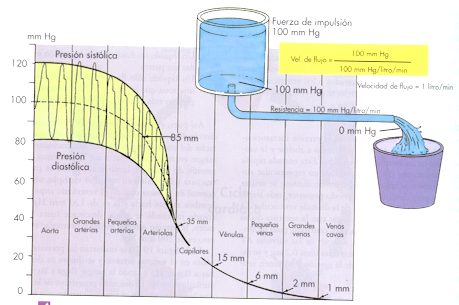 Fuerza de impulsión
100 mm Hg
mm Hg
Presión sistólica
Vel. de flujo = 100 mm Hg
100 mm Hg/litro/min
120
100 mm Hg
Velocidad de flujo = 1 litro/min
100
Resistencia = 100 mm Hg/litro/min
0 mm Hg
85 mm
80
Presión
diastólica
60
40
35 mm
Aorta
Grandes
arterias
Pequeñas
arterias
Arteriolas
Capilares
Vénulas
Pequeñas
venas
Grandes
venas
Venas
cavas
20
15 mm
6 mm
2 mm
1 mm
0